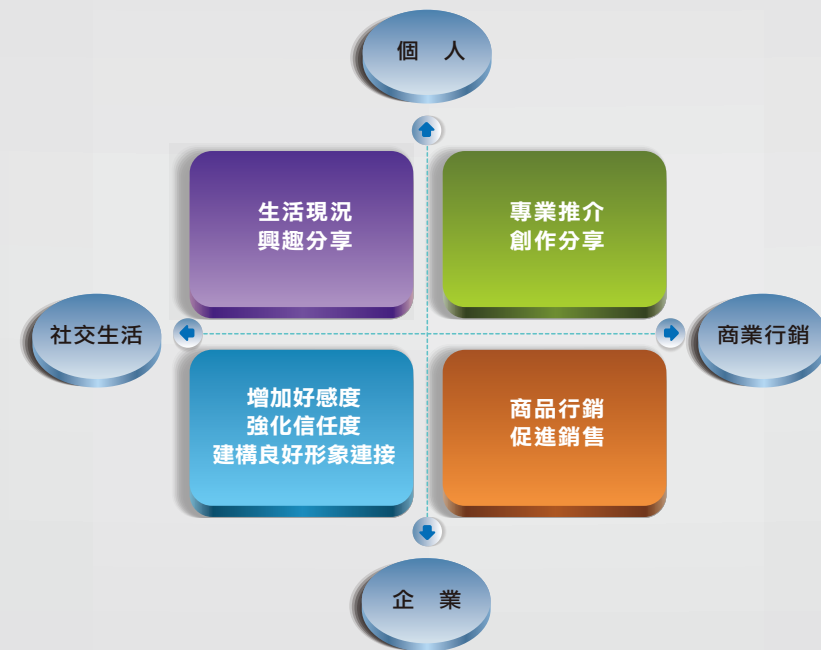 個 人
生活現況
興趣分享
專業推介
創作分享
社交生活
商業行銷
增加好感度
強化信任度
建構良好形象連接
商品行銷
促進銷售
企 業